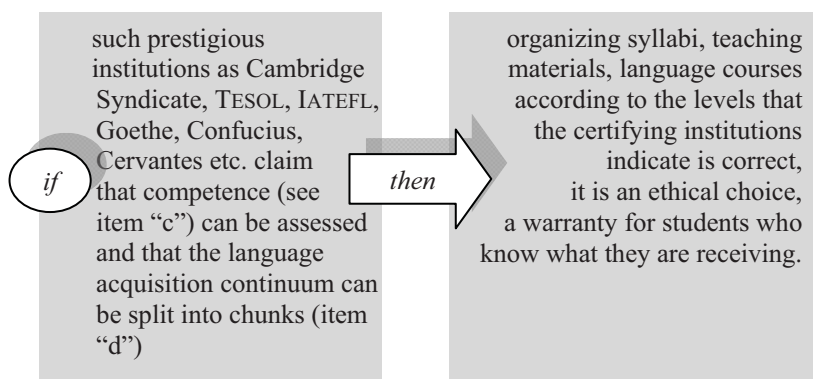 such prestigious
institutions as Cambridge
Syndicate, TESOL, IATEFL,
Goethe, Confucius,
Cervantes etc. claim
that competence (see
item “c”) can be assessed
and that the language
acquisition continuum can
be split into chunks (item
“d”)
if
then
organizing syllabi, teaching
materials, language courses
according to the levels that
the certifying institutions
indicate is correct,
it is an ethical choice,
a warranty for students who
know what they are receiving.